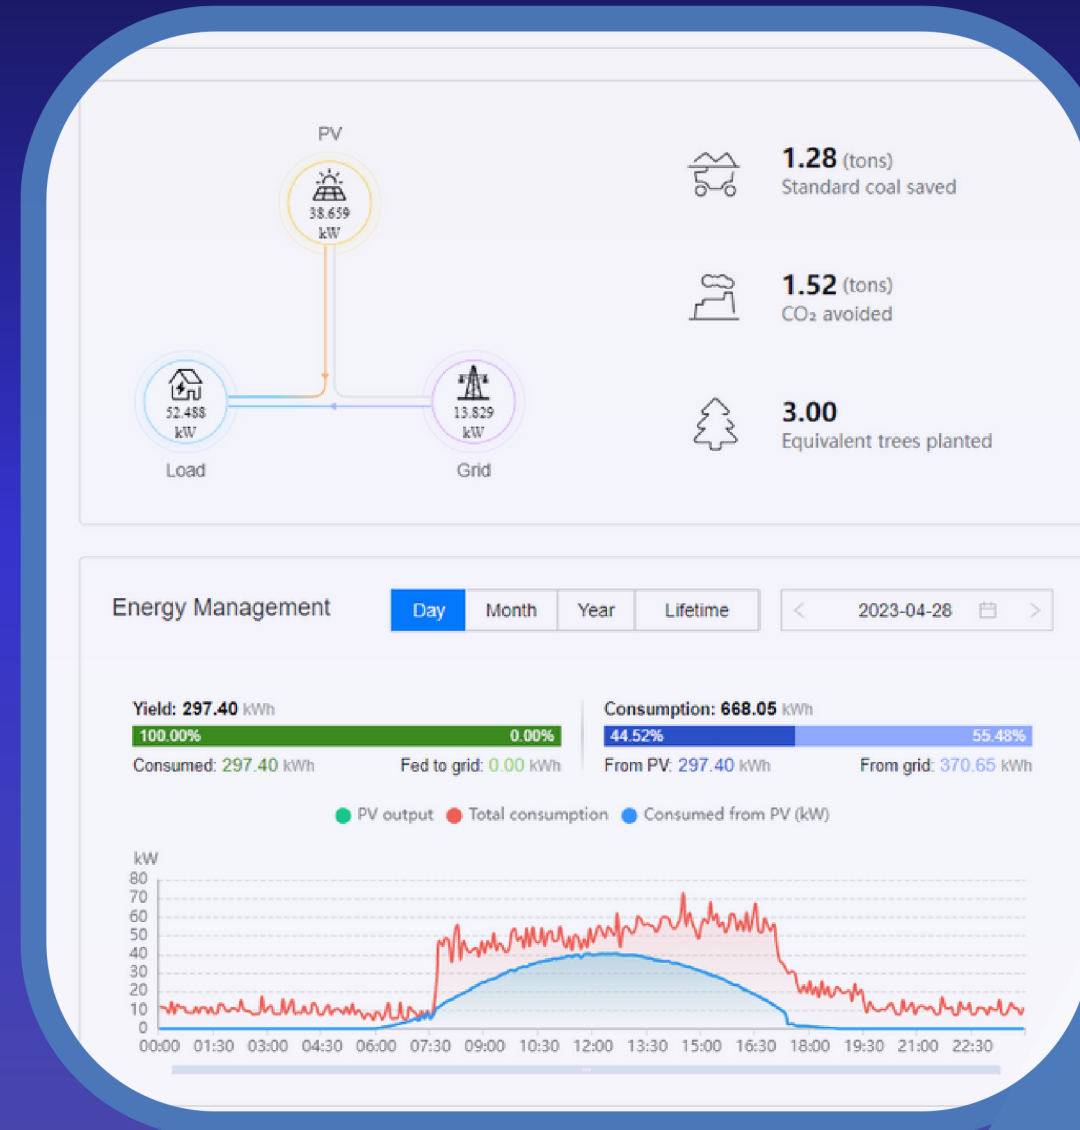 PV
38.659
kW
52.488
kW
Load
13.829
kW
Grid
1.28 (tons)
Standard coal saved
1.52 (tons)
CO₂ avoided
3.00
Equivalent trees planted
Energy Management
Day Month Year Lifetime
< 2023-04-28 >
Yield: 297.40 kWh
100.00% 0.00%
Consumed: 297.40 kWh Fed to grid: 0.00 kWh
Consumption: 668.05 kWh
44.52% 55.48%
From PV: 297.40 kWh From grid: 370.65 kWh
PV output Total consumption Consumed from PV (kW)
kW
80
70
60
50
40
30
20
10
0
00:00 01:30 03:00 04:30 06:00 07:30 09:00 10:30 12:00 13:30 15:00 16:30 18:00 19:30 21:00 22:30